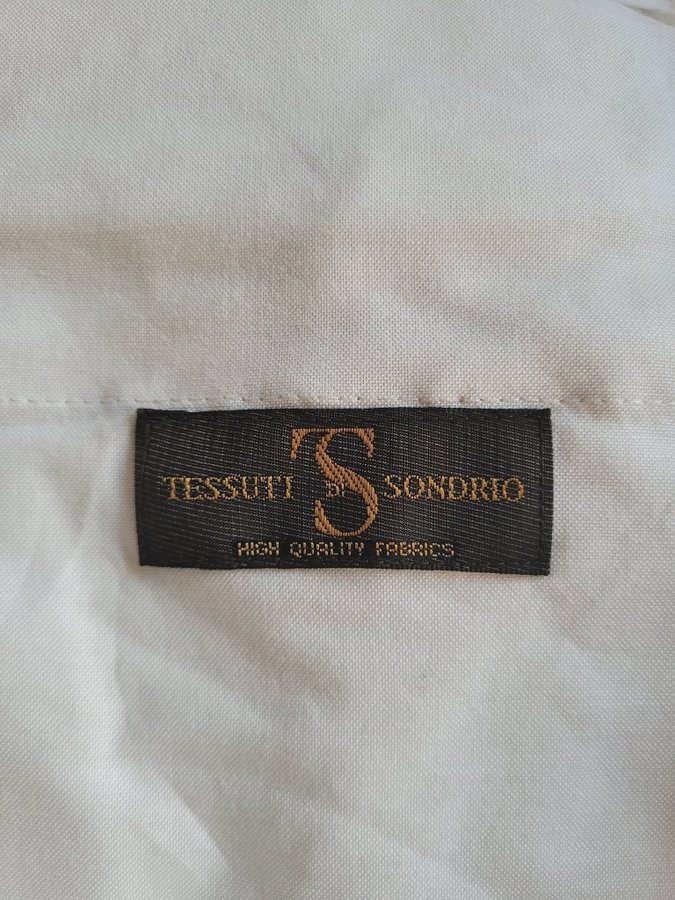 TESSUTI DI SONDRIO
TS
HIGH QUALITY FABRICS